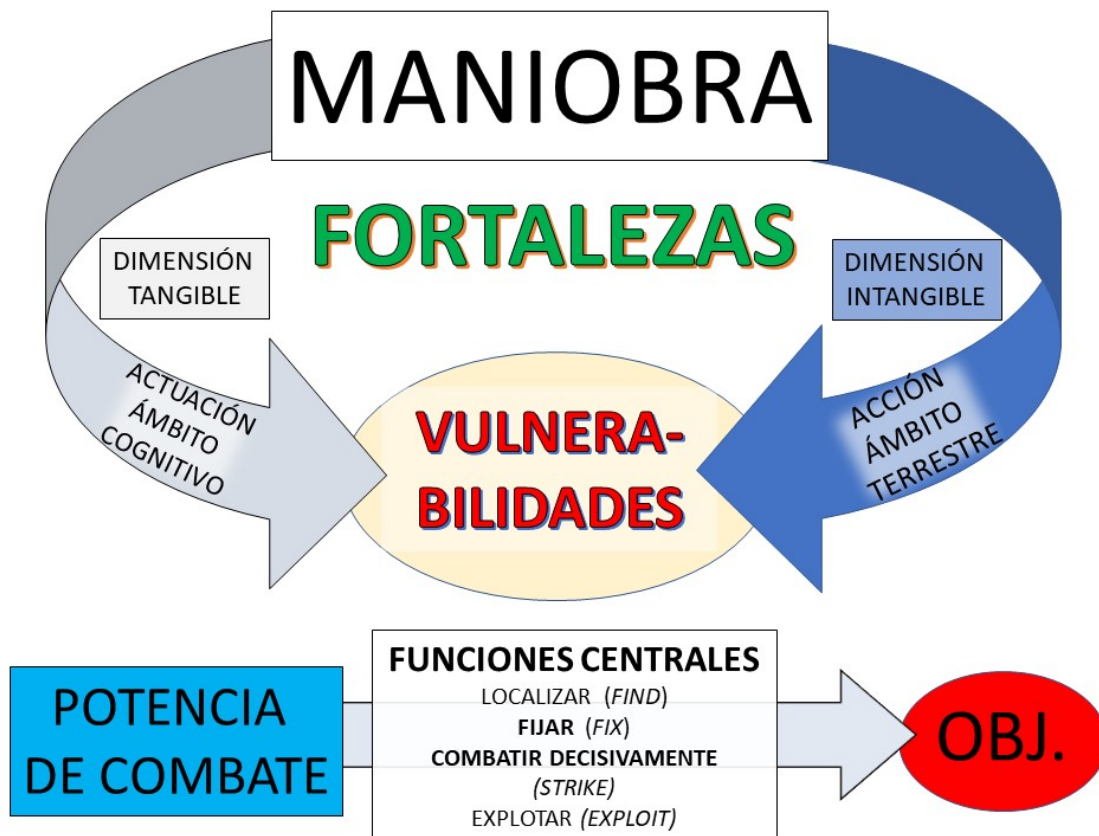 MANIOBRA
FORTALEZAS
DIMENSIÓN
TANGIBLE
DIMENSIÓN
INTANGIBLE
ACTUACIÓN
ÁMBITO
COGNITIVO
VULNERA-
BILIDADES
ACCIÓN
ÁMBITO
TERRESTRE
POTENCIA
DE COMBATE
FUNCIONES CENTRALES
LOCALIZAR (FIND)
FIJAR (FIX)
COMBATIR DECISIVAMENTE
(STRIKE)
EXPLOTAR (EXPLOIT)
OBJ.